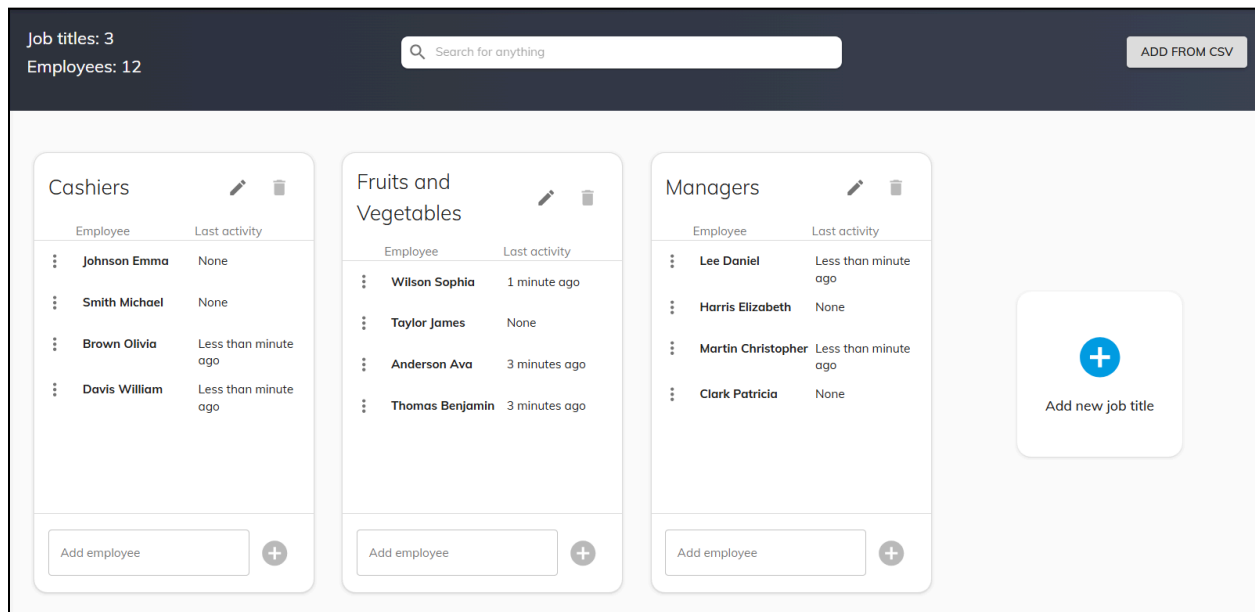 Job titles: 3
Employees: 12
Search for anything
ADD FROM CSV
Cashiers
Employee Last activity
Johnson Emma None
Smith Michael None
Brown Olivia Less than minute
ago
Davis William Less than minute
ago
Add employee
Fruits and
Vegetables
Employee Last activity
Wilson Sophia 1 minute ago
Taylor James None
Anderson Ava 3 minutes ago
Thomas Benjamin 3 minutes ago
Add employee
Managers
Employee Last activity
Lee Daniel Less than minute
ago
Harris Elizabeth None
Martin Christopher Less than minute
ago
Clark Patricia None
Add employee
Add new job title